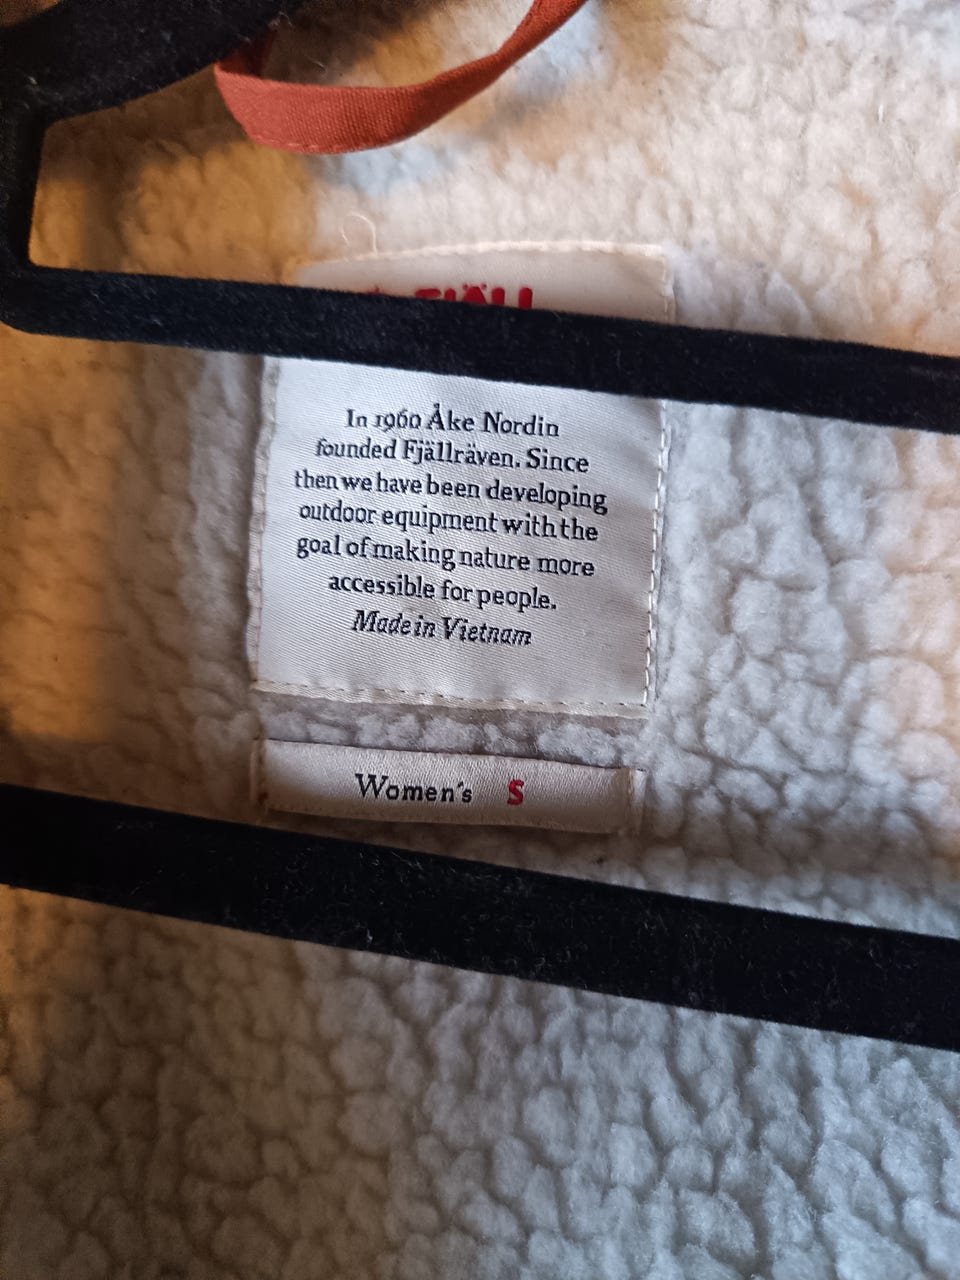 In 1960 Åke Nordin
founded Fjällräven. Since
then we have been developing
outdoor equipment with the
goal of making nature more
accessible for people.
Made in Vietnam
Women's S